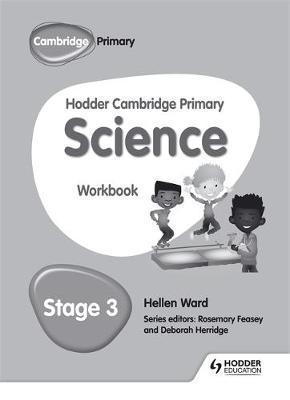 Cambridge Primary
Hodder Cambridge Primary
Science
Workbook
Stage 3
Hellen Ward
Series editors: Rosemary Feasey
and Deborah Herridge
HODDER
EDUCATION